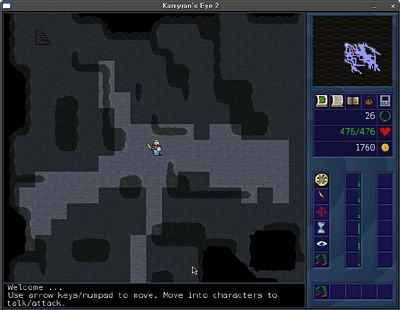 Kamyran's Eye 2
26
476/476
1760
Welcome ...
Use arrow keys/numpad to move. Move into characters to
talk/attack.